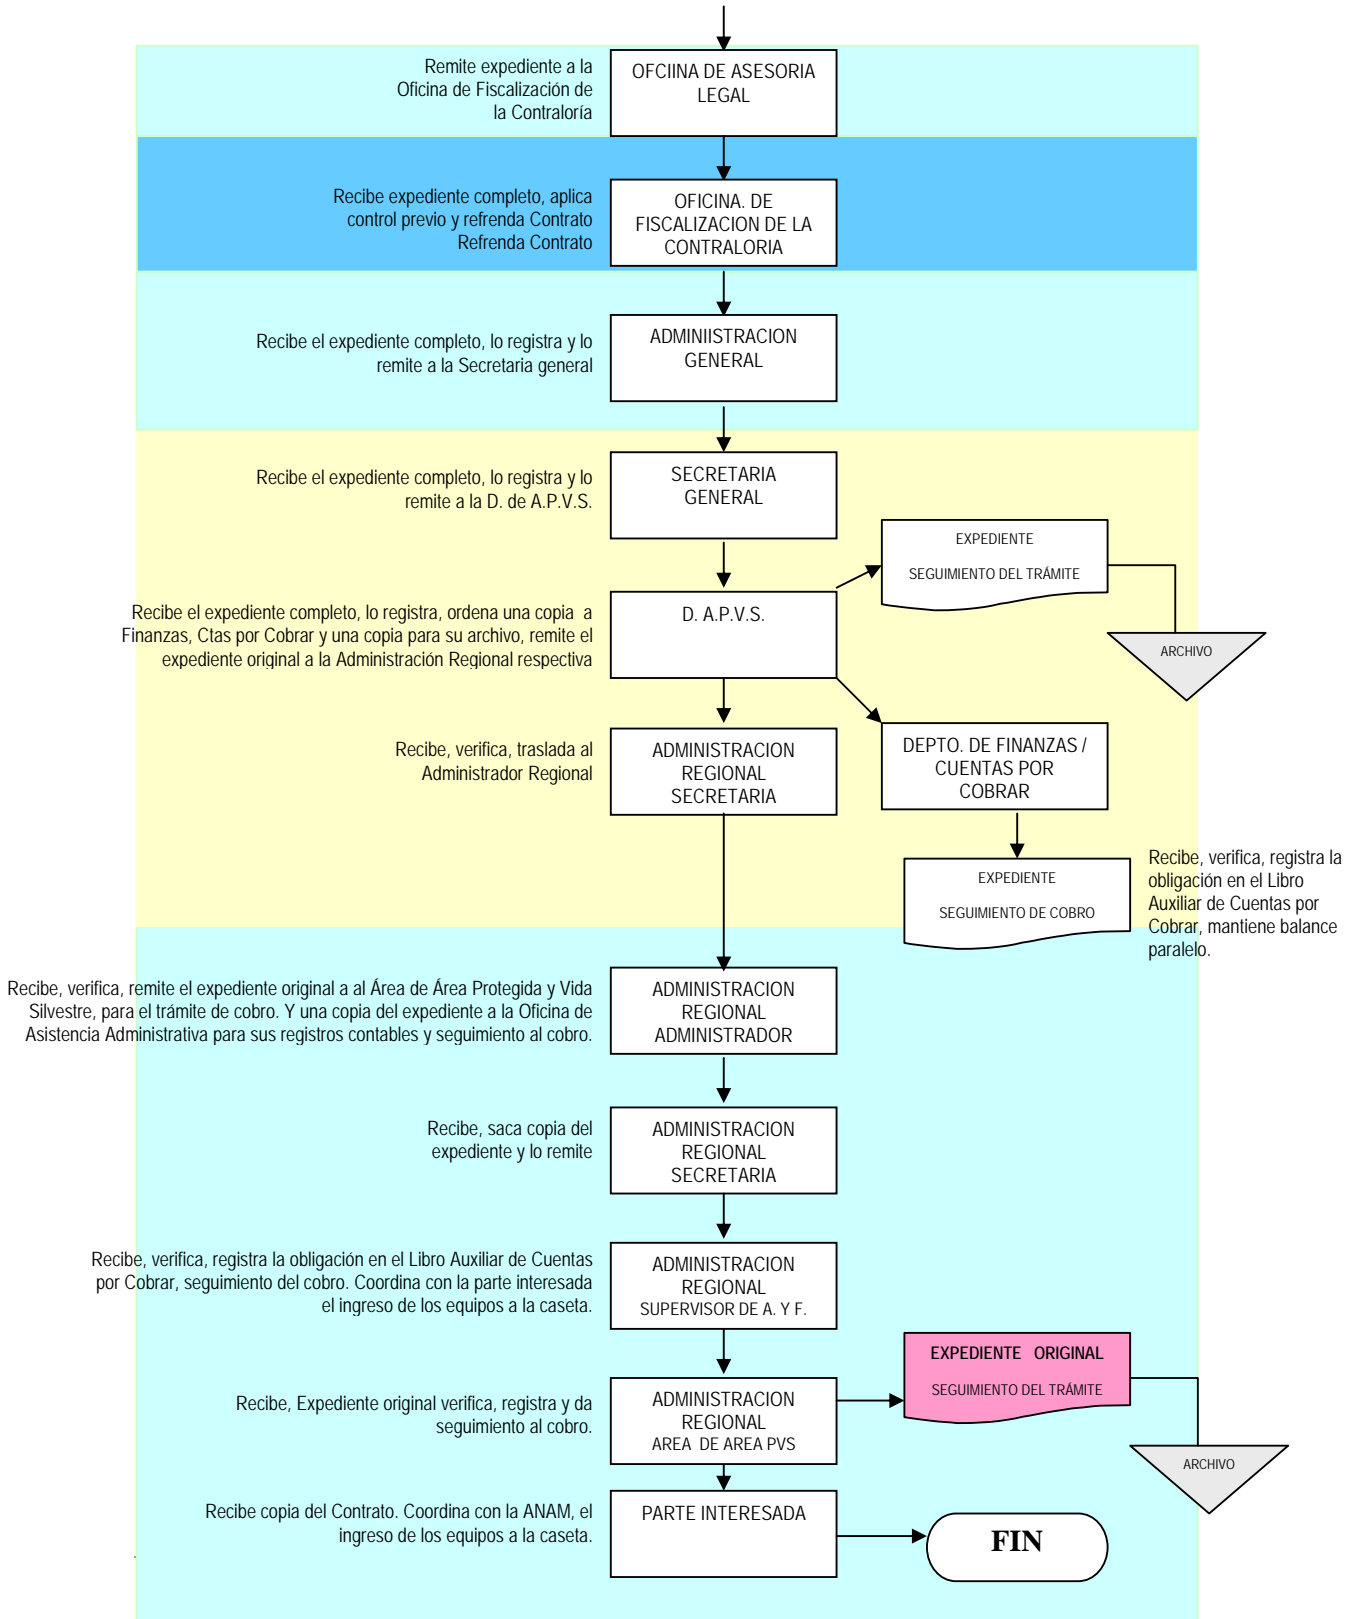 Remite expediente a la
Oficina de Fiscalización de
la Contraloría
OFCIINA DE ASESORIA
LEGAL
Recibe expediente completo, aplica
control previo y refrenda Contrato
Refrenda Contrato
OFICINA. DE
FISCALIZACION DE LA
CONTRALORIA
Recibe el expediente completo, lo registra y lo
remite a la Secretaria general
ADMINIISTRACION
GENERAL
Recibe el expediente completo, lo registra y lo
remite a la D. de A.P.V.S.
SECRETARIA
GENERAL
EXPEDIENTE
SEGUIMIENTO DEL TRÁMITE
ARCHIVO
Recibe el expediente completo, lo registra, ordena una copia a
Finanzas, Ctas por Cobrar y una copia para su archivo, remite el
expediente original a la Administración Regional respectiva
D. A.P.V.S.
Recibe, verifica, traslada al
Administrador Regional
ADMINISTRACION
REGIONAL
SECRETARIA
DEPTO. DE FINANZAS /
CUENTAS POR
COBRAR
EXPEDIENTE
SEGUIMIENTO DE COBRO
Recibe, verifica, registra la
obligación en el Libro
Auxiliar de Cuentas por
Cobrar, mantiene balance
paralelo.
Recibe, verifica, remite el expediente original a al Área de Área Protegida y Vida
Silvestre, para el trámite de cobro. Y una copia del expediente a la Oficina de
Asistencia Administrativa para sus registros contables y seguimiento al cobro.
ADMINISTRACION
REGIONAL
ADMINISTRADOR
Recibe, saca copia del
expediente y lo remite
ADMINISTRACION
REGIONAL
SECRETARIA
Recibe, verifica, registra la obligación en el Libro Auxiliar de Cuentas
por Cobrar, seguimiento del cobro. Coordina con la parte interesada
el ingreso de los equipos a la caseta.
ADMINISTRACION
REGIONAL
SUPERVISOR DE A. Y F.
Recibe, Expediente original verifica, registra y da
seguimiento al cobro.
ADMINISTRACION
REGIONAL
AREA DE AREA PVS
EXPEDIENTE ORIGINAL
SEGUIMIENTO DEL TRÁMITE
ARCHIVO
Recibe copia del Contrato. Coordina con la ANAM, el
ingreso de los equipos a la caseta.
PARTE INTERESADA
FIN